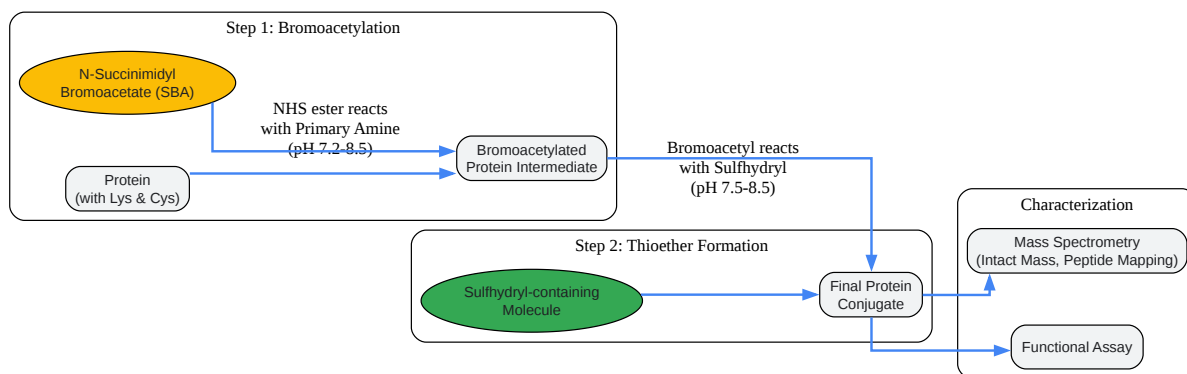 Step 1: Bromoacetylation
N-Succinimidyl
Bromoacetate (SBA)
NHS ester reacts
with Primary Amine
(pH 7.2-8.5)
Protein
(with Lys & Cys)
Bromoacetylated
Protein Intermediate
Bromoacetyl reacts
with Sulfhydryl
(pH 7.5-8.5)
Step 2: Thioether Formation
Sulfhydryl-containing
Molecule
Final Protein
Conjugate
Characterization
Mass Spectrometry
(Intact Mass, Peptide Mapping)
Functional Assay